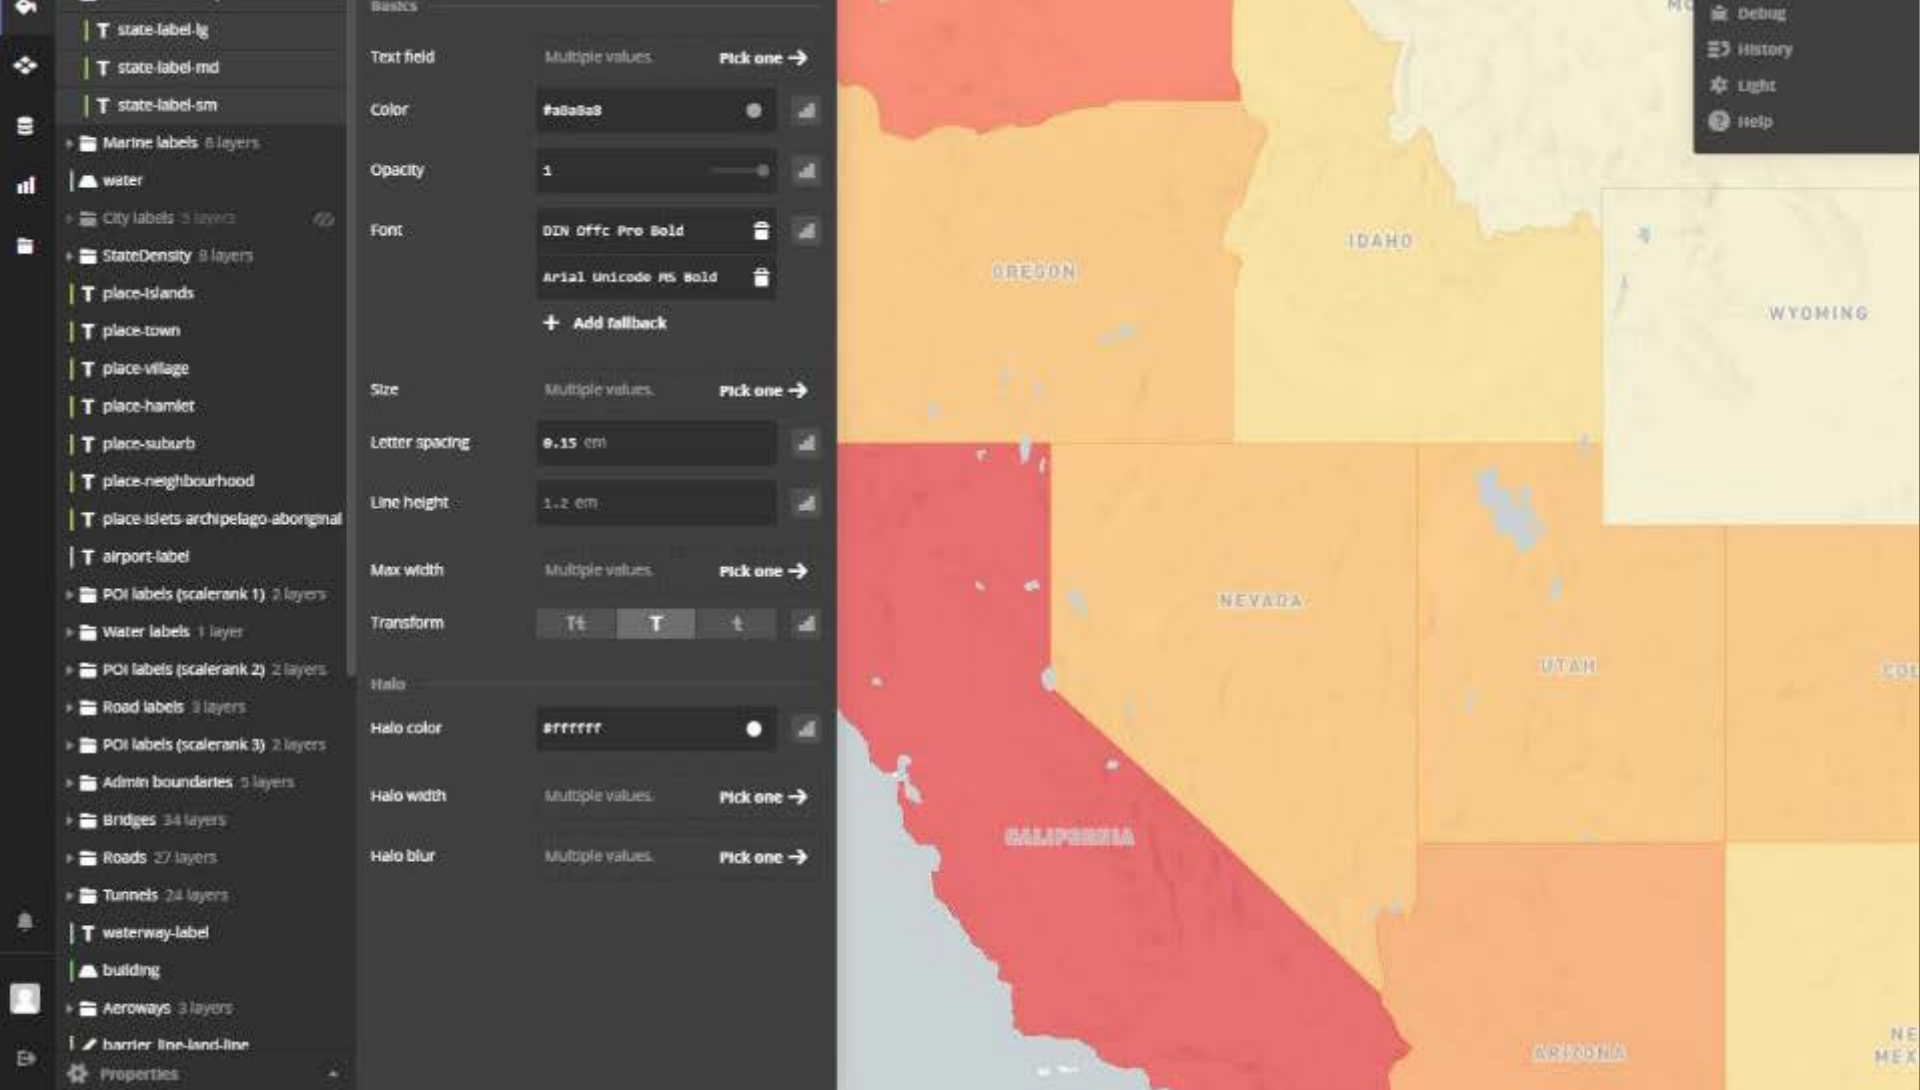 state-label-lg
state-label-md
state-label-sm
Marine labels 6 layers
water
City labels 5 layers
StateDensity 8 layers
place-islands
place-town
place-village
place-hamlet
place-suburb
place-neighbourhood
place-islets-archipelago-aboriginal
airport-label
POI labels (scalerank 1) 2 layers
Water labels 1 layer
POI labels (scalerank 2) 2 layers
Road labels 3 layers
POI labels (scalerank 3) 2 layers
Admin boundaries 5 layers
Bridges 34 layers
Roads 27 layers
Tunnels 24 layers
waterway-label
building
Aeroways 3 layers
barrier_line-land-line
Properties
Basics
Text field Multiple values. Pick one →
Color #a8a8a8
Opacity 1
Font DIN Offc Pro Bold
Arial Unicode MS Bold
+ Add fallback
Size Multiple values. Pick one →
Letter spacing 0.15 em
Line height 1.2 em
Max width Multiple values. Pick one →
Transform Tt T t
Halo
Halo color #ffffff
Halo width Multiple values. Pick one →
Halo blur Multiple values. Pick one →
MO
IDAHO
OREGON
WYOMING
NEVADA
UTAH
COL
CALIFORNIA
ARIZONA
NE
MEX
Debug
History
Light
Help